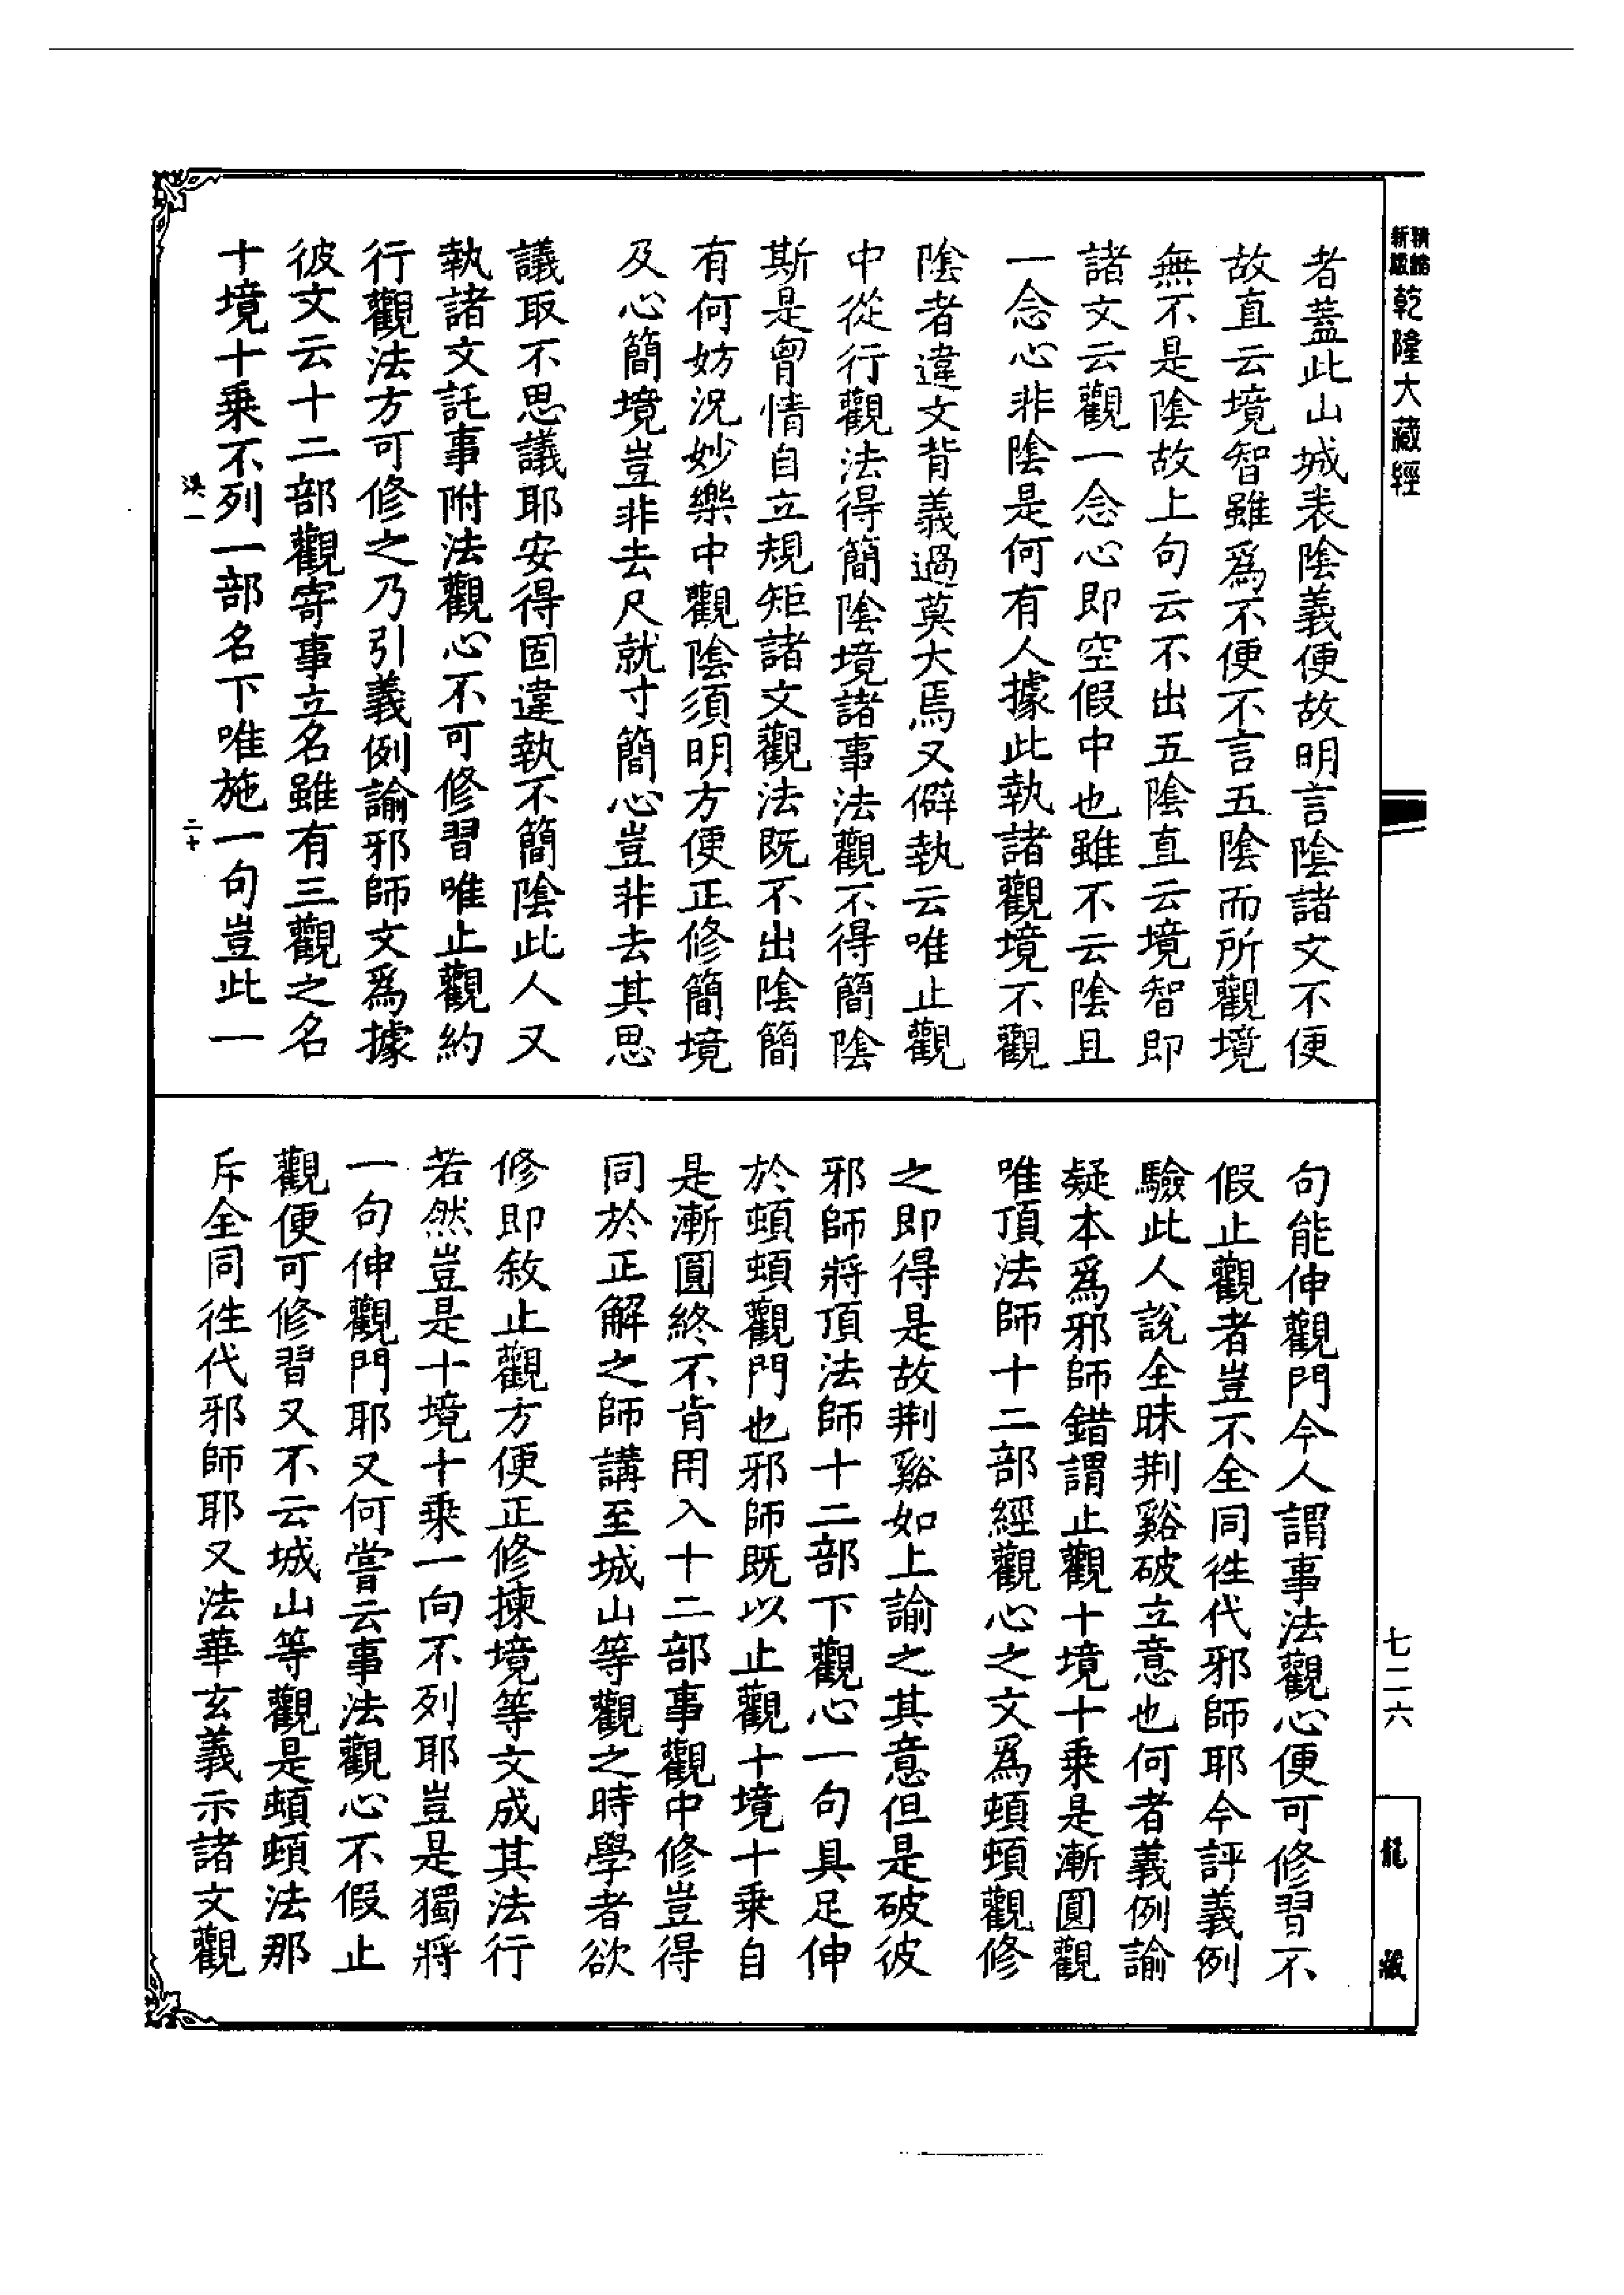 乾隆大藏經
者蓋此山城表陰義便故明言陰諸文不便
故直云境智雖爲不便不言五陰而所觀境
無不是陰故上句云不出五陰直云境智即
諸文云觀一念心即空假中也雖不云陰且
一念心非陰是何有人據此執諸觀境不觀
陰者違文背義過莫大焉又僻執云唯止觀
中從行觀法得簡陰境諸事法觀不得簡陰
斯是胷情自立規矩諸文觀法既不出陰簡
有何妨況妙樂中觀陰須明方便正修簡境
及心簡境豈非去尺就寸簡心豈非去其思
議取不思議耶安得固違執不簡陰此人又
執諸文託事附法觀心不可修習唯止觀約
行觀法方可修之乃引義例諭邪師文爲據
彼文云十二部觀寄事立名雖有三觀之名
十境十乘不列一部名下唯施一句豈此一
二十
句能伸觀門今人謂事法觀心便可修習不
假止觀者豈不全同徃代邪師耶今評義例
驗此人說全昧荆谿破立意也何者義例諭
疑本爲邪師錯謂止觀十境十乘是漸圓觀
唯頂法師十二部經觀心之文爲頓頓觀修
之即得是故荆谿如上諭之其意但是破彼
邪師將頂法師十二部下觀心一句具足伸
於頓頓觀門也邪師既以止觀十境十乘自
是漸圓終不肯用入十二部事觀中修豈得
同於正解之師講至城山等觀之時學者欲
修即敘止觀方便正修揀境等文成其法行
若然豈是十境十乘一向不列耶豈是獨將
一句伸觀門耶又何嘗云事法觀心不假止
觀便可修習又不云城山等觀是頓頓法那
斥全同徃代邪師耶又法華玄義示諸文觀
七二六
龍藏